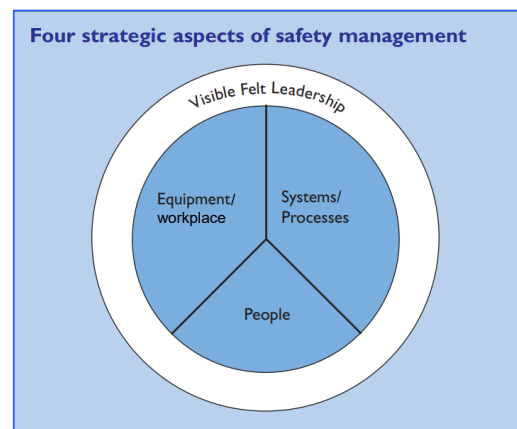 Four strategic aspects of safety management
Visible Felt Leadership
Equipment/
workplace
Systems/
Processes
People